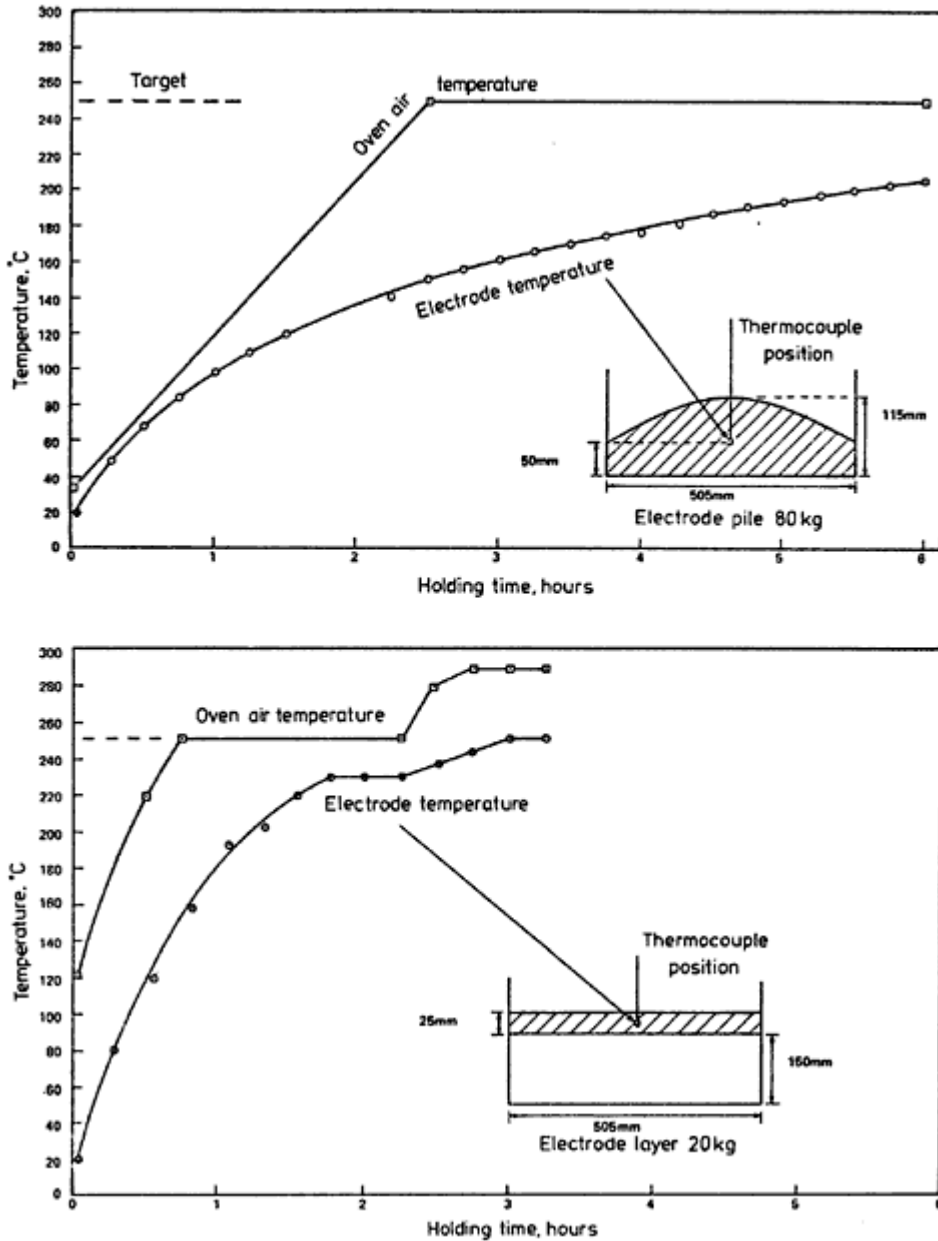 300
280
260
240
220
200
180
160
140
120
100
80
60
40
20
0
Temperature, °C
Target
Oven air temperature
Electrode temperature
Thermocouple
position
115mm
50mm
505mm
Electrode pile 80kg
0 1 2 3 4 5 6
Holding time, hours
300
280
260
240
220
200
180
160
140
120
100
80
60
40
20
0
Temperature, °C
Oven air temperature
Electrode temperature
Thermocouple
position
25mm
150mm
505mm
Electrode layer 20kg
0 1 2 3 4 5 6
Holding time, hours